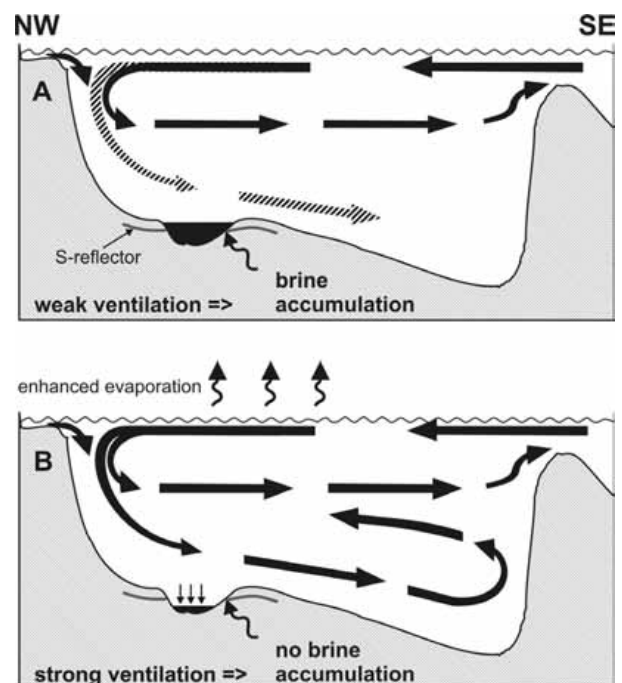 NW SE
A
S-reflector
brine
weak ventilation => accumulation
enhanced evaporation
B
no brine
strong ventilation => accumulation